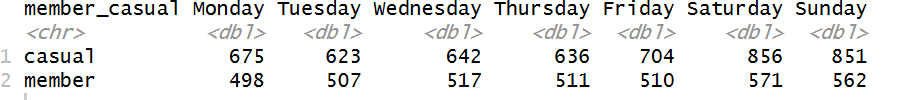 member_casual Monday Tuesday Wednesday Thursday Friday Saturday Sunday
<chr> <dbl> <dbl> <dbl> <dbl> <dbl> <dbl> <dbl>
1 casual 675 623 642 636 704 856 851
2 member 498 507 517 511 510 571 562